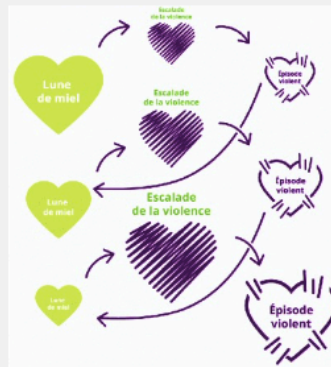 Escalade
de la violence
Lune
de miel
Épisode
violent
Escalade
de la violence
Lune
de miel
Épisode
violent
Escalade
de la violence
Lune
de miel
Épisode
violent